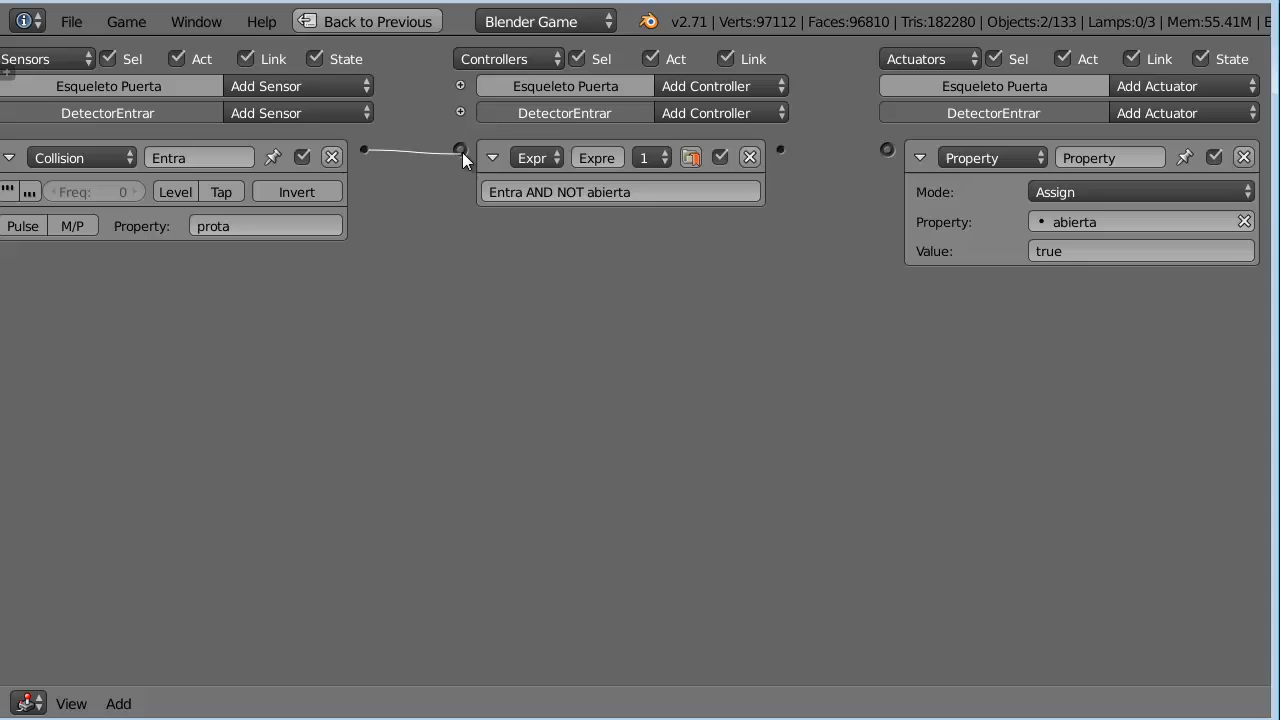 File Game Window Help Back to Previous Blender Game v2.71 | Verts:97112 | Faces:96810 | Tris:182280 | Objects:2/133 | Lamps:0/3 | Mem:55.41M |
Sensors Sel Act Link State Controllers Sel Act Link Actuators Sel Act Link State
Esqueleto Puerta Add Sensor Esqueleto Puerta Add Controller Esqueleto Puerta Add Actuator
DetectorEntrar Add Sensor DetectorEntrar Add Controller DetectorEntrar Add Actuator
Collision Entra Expr Expre 1 Property Property
Freq: 0 Level Tap Invert Entra AND NOT abierta Mode: Assign
Pulse M/P Property: prota Property: abierta
Value: true
View Add